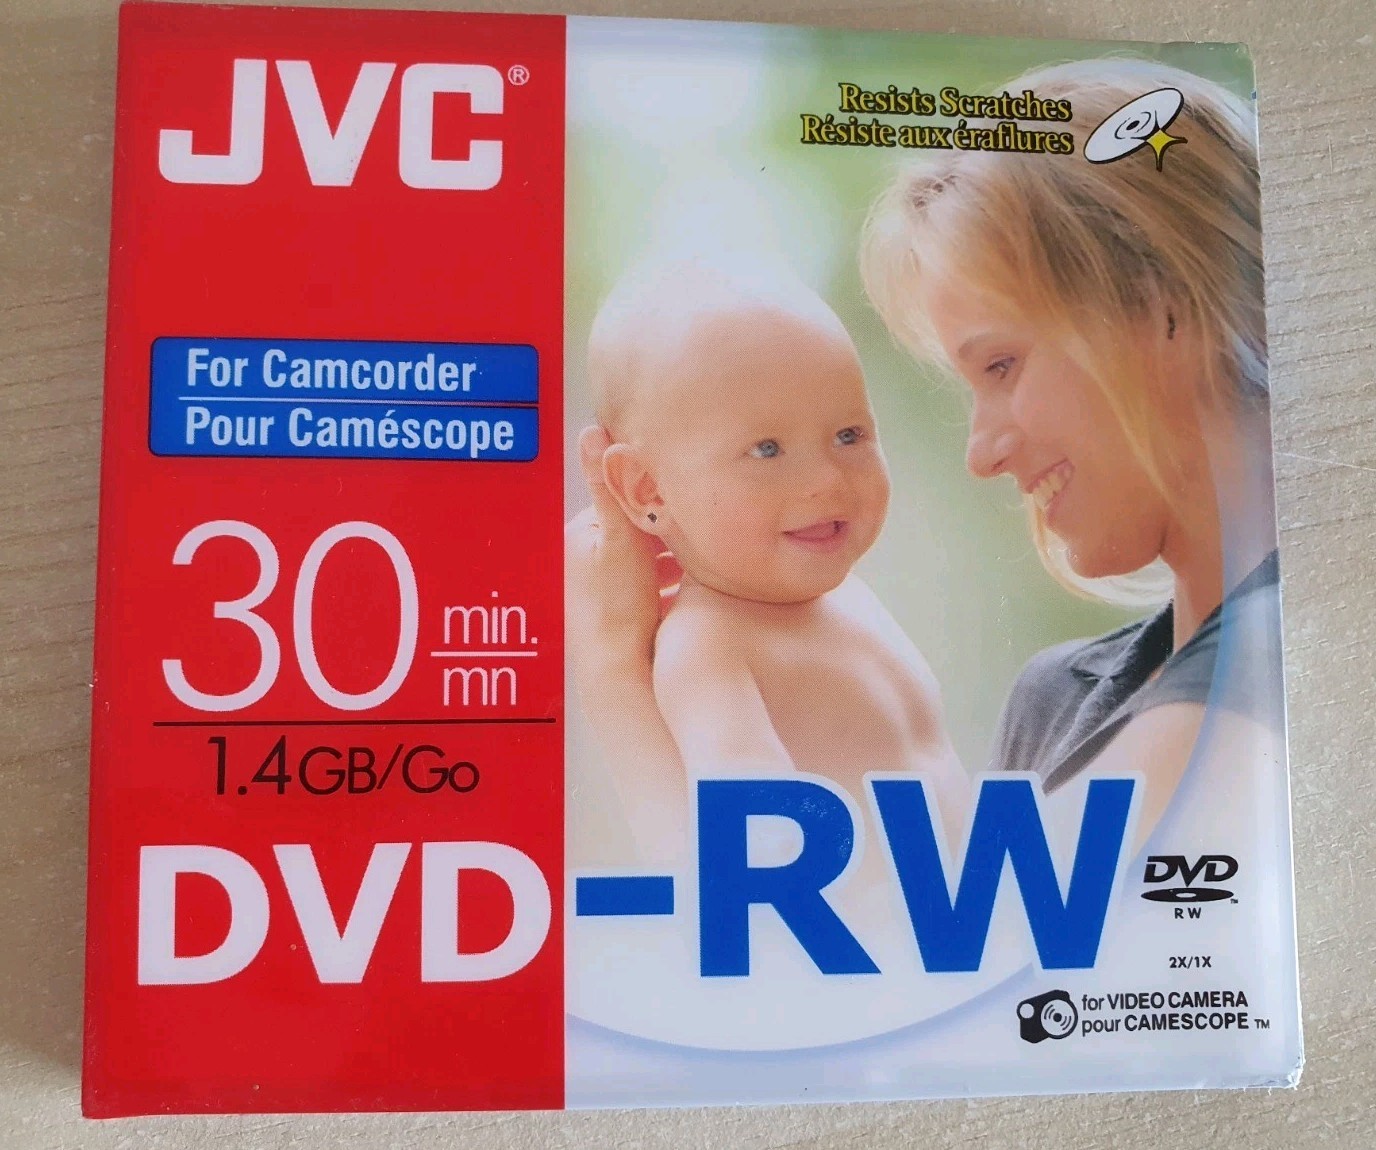 JVC®
Resists Scratches
Résiste aux éraflures
For Camcorder
Pour Caméscope
30 min.
mn
1.4GB/Go
DVD-RW
DVD™
RW
2X/1X
for VIDEO CAMERA
pour CAMESCOPE ™